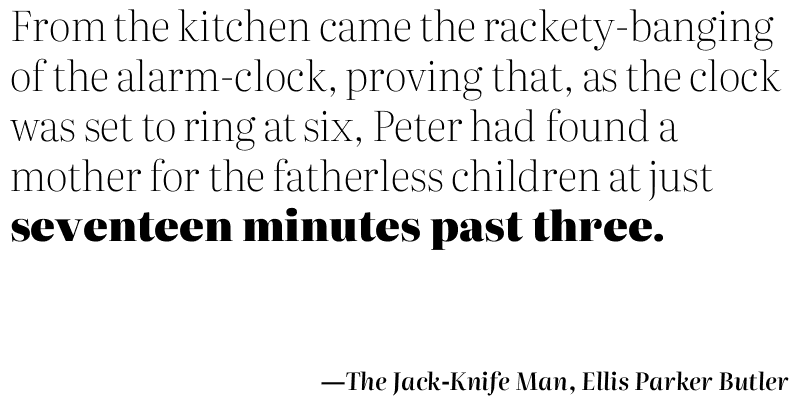 From the kitchen came the rackety-banging
of the alarm-clock, proving that, as the clock
was set to ring at six, Peter had found a
mother for the fatherless children at just
seventeen minutes past three.
—The Jack-Knife Man, Ellis Parker Butler